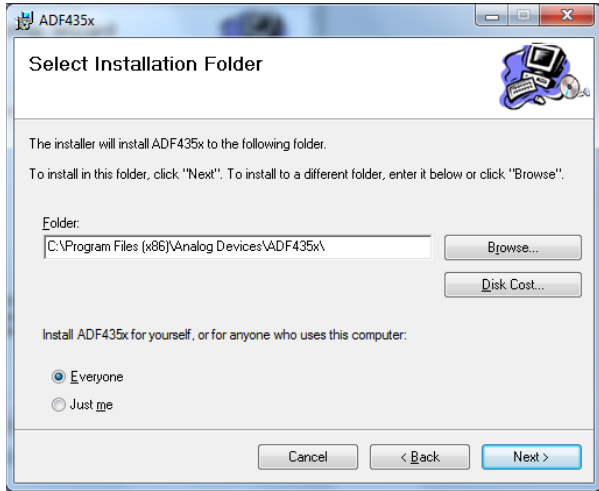 ADF435x
Select Installation Folder
The installer will install ADF435x to the following folder.
To install in this folder, click "Next". To install to a different folder, enter it below or click "Browse".
Folder:
C:\Program Files (x86)\Analog Devices\ADF435x\
Browse...
Disk Cost...
Install ADF435x for yourself, or for anyone who uses this computer:
Everyone
Just me
Cancel
< Back
Next >